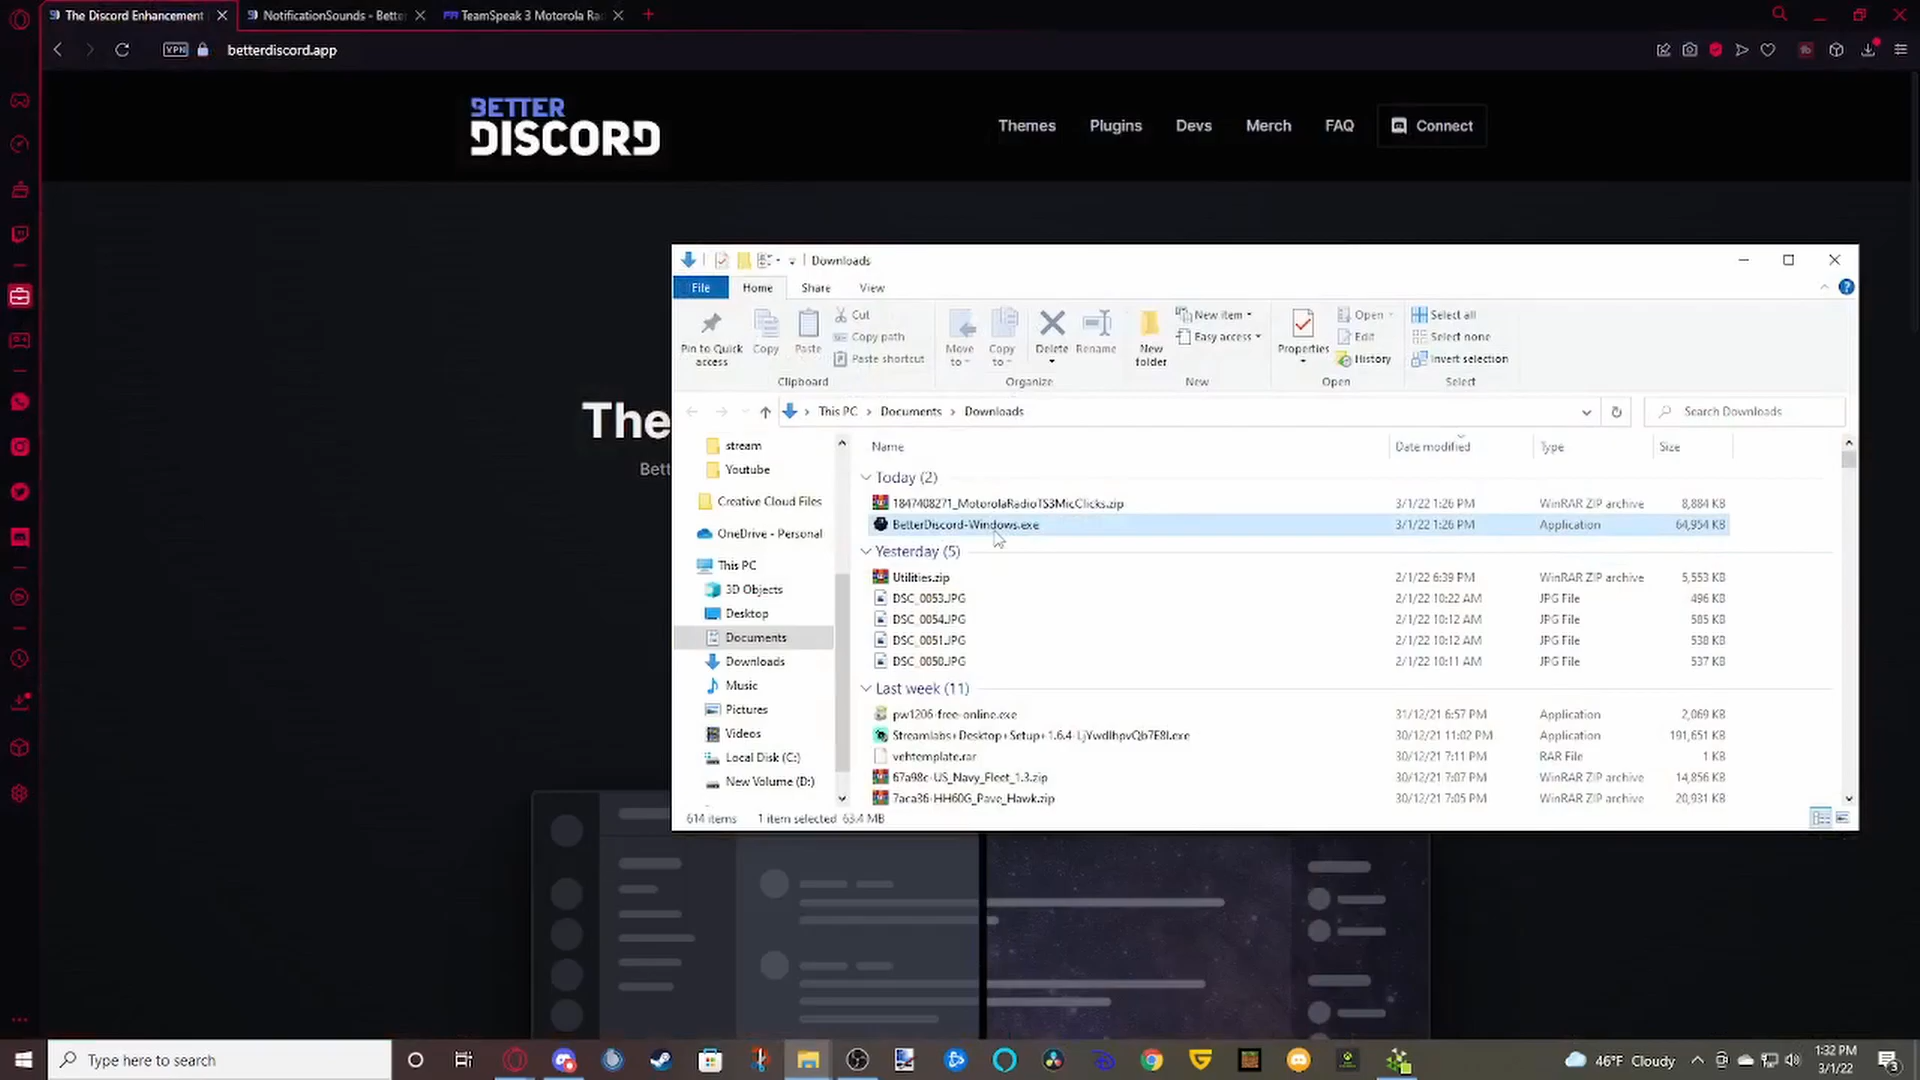 The Discord Enhancement
NotificationSounds - Better
TeamSpeak 3 Motorola Rad
VPN
betterdiscord.app
BETTER
DISCORD
Themes
Plugins
Devs
Merch
FAQ
Connect
The
Bett
Downloads
File
Home
Share
View
Pin to Quick
access
Copy
Paste
Cut
Copy path
Paste shortcut
Clipboard
Move
to
Copy
to
Delete
Rename
Organize
New
folder
New item
Easy access
New
Properties
Open
Edit
History
Open
Select all
Select none
Invert selection
Select
This PC
Documents
Downloads
Search Downloads
stream
Youtube
Creative Cloud Files
OneDrive - Personal
This PC
3D Objects
Desktop
Documents
Downloads
Music
Pictures
Videos
Local Disk (C:)
New Volume (D:)
Name Date modified Type Size
Today (2)
1847408271_MotorolaRadioTS3MicClicks.zip 3/1/22 1:26 PM WinRAR ZIP archive 8,884 KB
BetterDiscord-Windows.exe 3/1/22 1:26 PM Application 64,954 KB
Yesterday (5)
Utilities.zip 2/1/22 6:39 PM WinRAR ZIP archive 5,553 KB
DSC_0053.JPG 2/1/22 10:22 AM JPG File 496 KB
DSC_0054.JPG 2/1/22 10:12 AM JPG File 585 KB
DSC_0051.JPG 2/1/22 10:12 AM JPG File 538 KB
DSC_0050.JPG 2/1/22 10:11 AM JPG File 537 KB
Last week (11)
pw1206-free-online.exe 31/12/21 6:57 PM Application 2,069 KB
Streamlabs+Desktop+Setup+1.6.4-LjYwdIhpvQb7E8I.exe 30/12/21 11:02 PM Application 191,651 KB
vehtemplate.rar 30/12/21 7:11 PM RAR File 1 KB
67a98c-US_Navy_Fleet_1.3.zip 30/12/21 7:07 PM WinRAR ZIP archive 14,856 KB
7aca36-HH60G_Pave_Hawk.zip 30/12/21 7:05 PM WinRAR ZIP archive 20,931 KB
614 items 1 item selected 63.4 MB
Type here to search
46°F Cloudy
1:32 PM
3/1/22
3